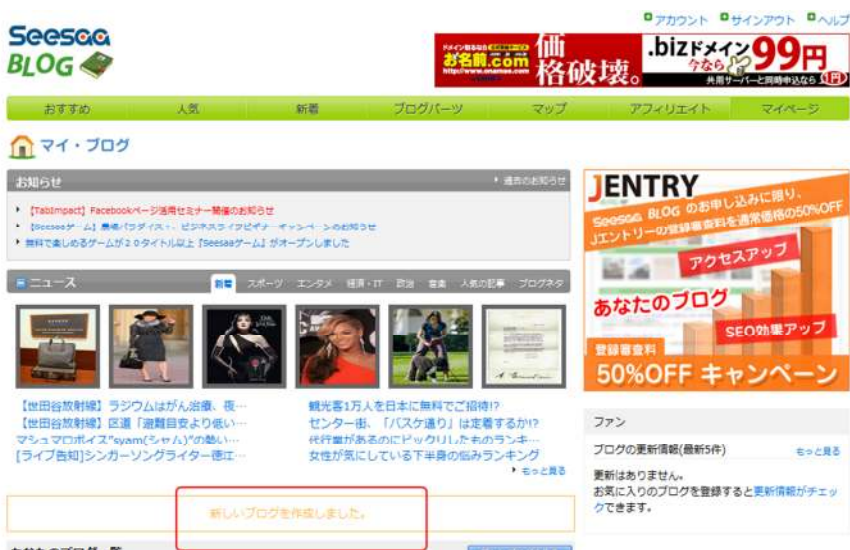 アカウント サインアウト ヘルプ
Seesaa
BLOG
お名前.com
価
格破壊。
.bizドメイン99円
今なら
共用サーバーと同時申込なら
1円
おすすめ 人気 新着 ブログパーツ マップ アフィリエイト マイページ
マイ・ブログ
お知らせ
過去のお知らせ
[TabImpact] Facebookページ活用セミナー開催のお知らせ
無料で楽しめるゲームが20タイトル以上『Seesaaゲーム』がオープンしました
ニュース
新着 スポーツ エンタメ 経済・IT 政治 音楽 人気の記事 ブログネタ
【世田谷放射線】ラジウムはがん治療、夜…
【世田谷放射線】区道「避難目安より低い…
マシュマロボイズ"syam(シャム)"の勢い…
[ライブ告知]シンガーソングライター徳江…
観光客1万人を日本に無料でご招待!?
センター街、「バスケ通り」は定着するか!?
代行業があるのにビックリしたものランキ…
女性が気にしている下半身の悩みランキング
もっと見る
JENTRY
Seesaa BLOG のお申し込みに限り、
Jエントリーの登録審査料を通常価格の50%OFF
アクセスアップ
あなたのブログ
SEO効果アップ
登録審査料
50%OFF キャンペーン
ファン
ブログの更新情報(最新5件)
もっと見る
更新はありません。
お気に入りのブログを登録すると更新情報がチェッ
クできます。
新しいブログを作成しました。